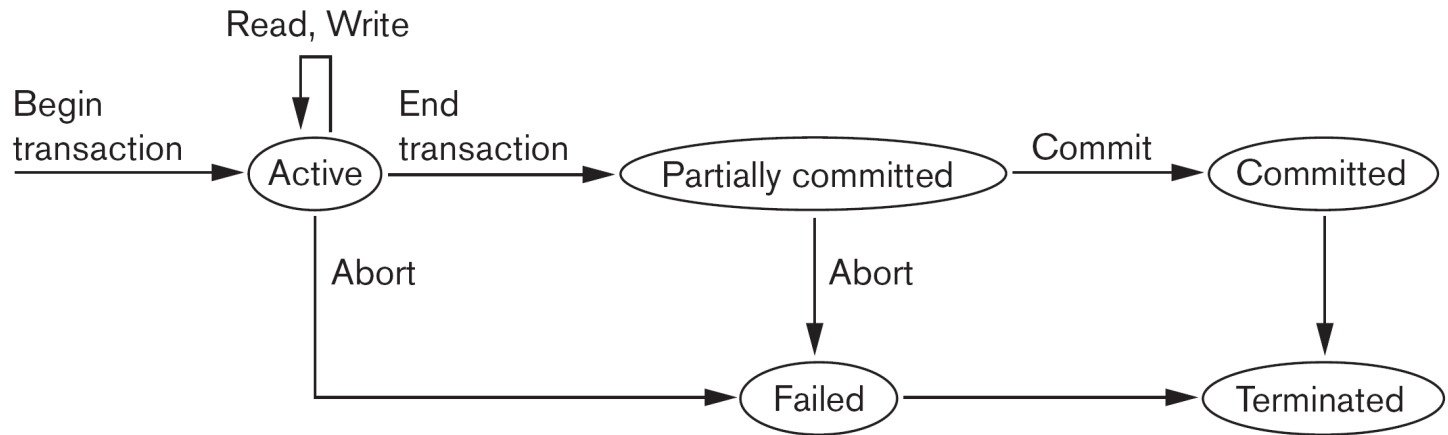 Read, Write
Begin
transaction
End
transaction
Active
Partially committed
Commit
Committed
Abort
Abort
Failed
Terminated